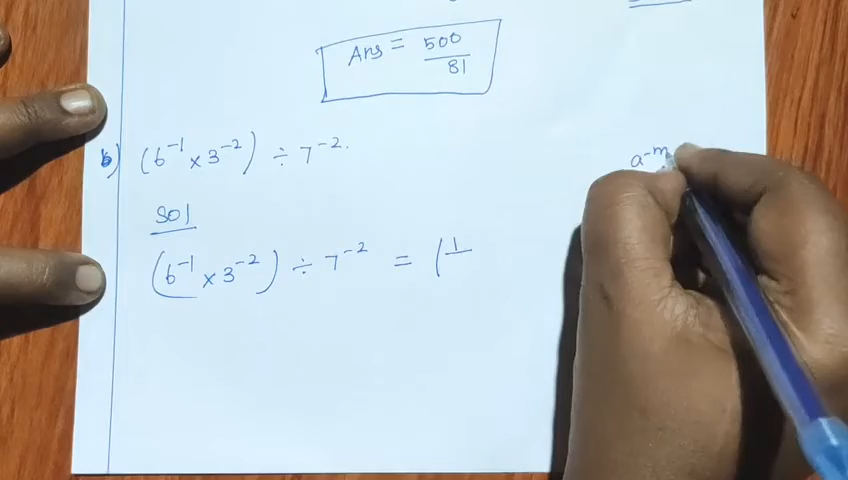 Ans = 500/81
b) (6⁻¹ × 3⁻²) ÷ 7⁻².
Sol
(6⁻¹ × 3⁻²) ÷ 7⁻² = (1/
a⁻ᵐ